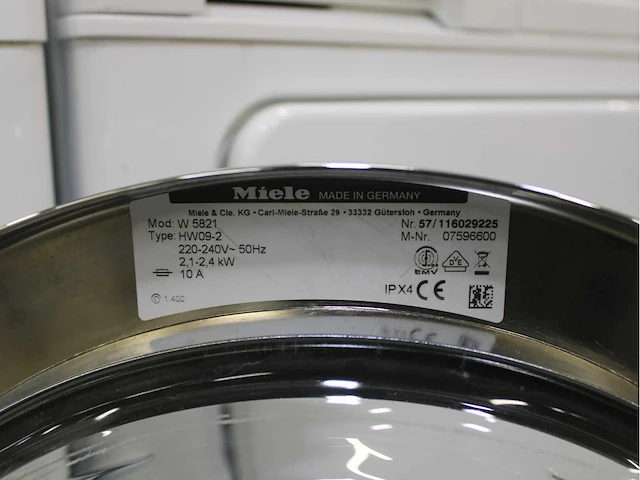 Miele MADE IN GERMANY
Miele & Cie. KG • Carl-Miele-Straße 29 • 33332 Gütersloh • Germany
Mod: W 5821 Nr. 57/116029225
Type: HW09-2 M-Nr. 07596600
220-240V~ 50Hz
2,1-2,4 kW
10 A
EMV
VDE
IPX4 CE
1.400